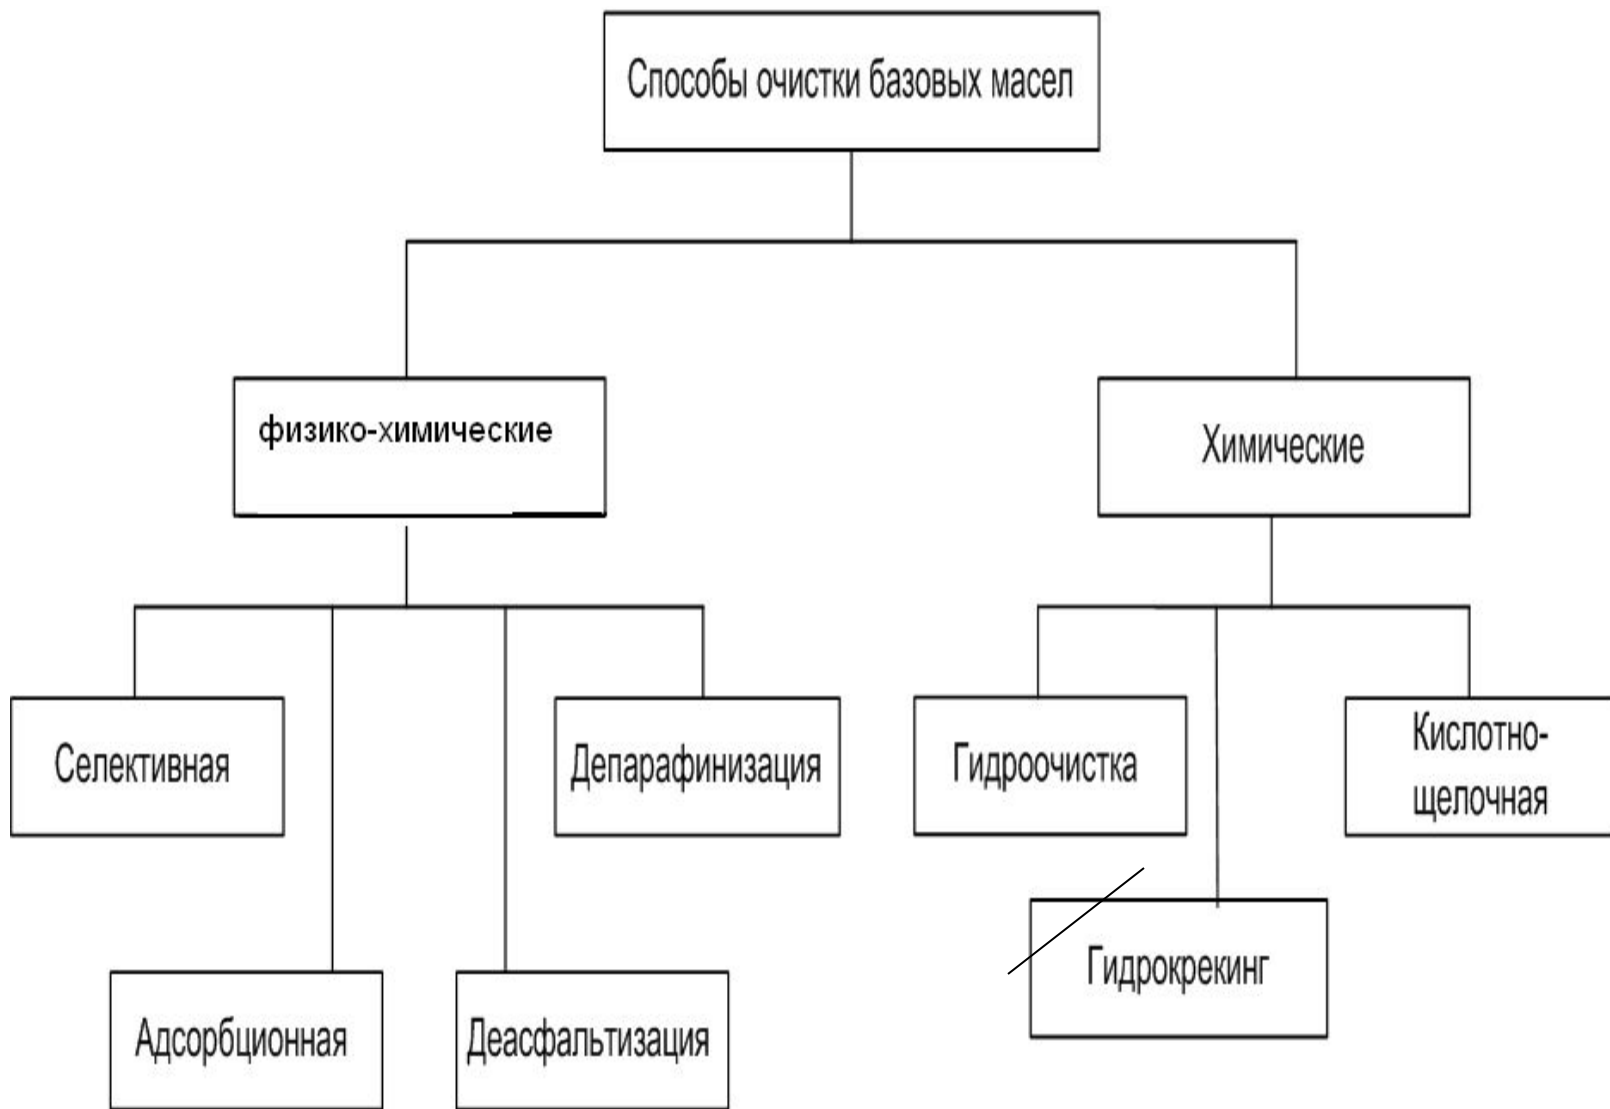 Способы очистки базовых масел
физико-химические
Химические
Селективная
Депарафинизация
Гидроочистка
Кислотно-
щелочная
Гидрокрекинг
Адсорбционная
Деасфальтизация